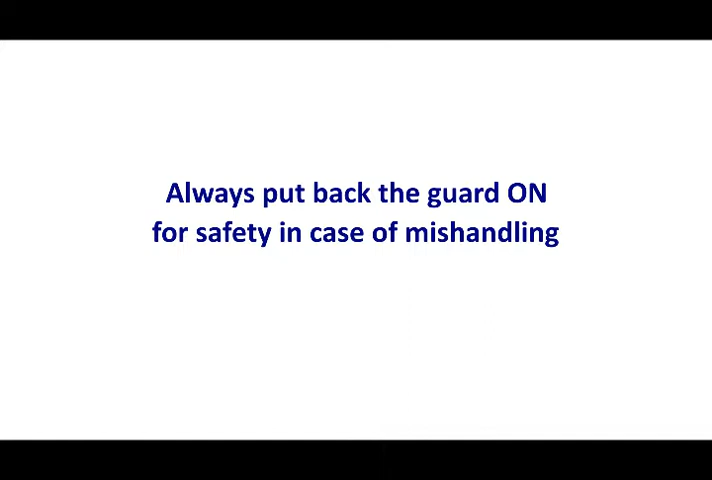 Always put back the guard ON
for safety in case of mishandling